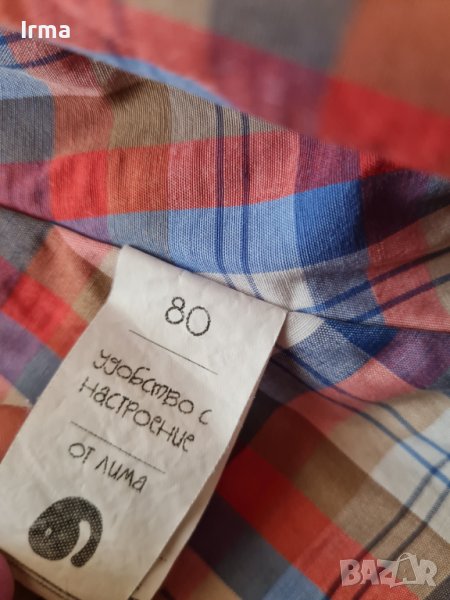 Irma
80
удобство с
настроение
от лима
BAZAR